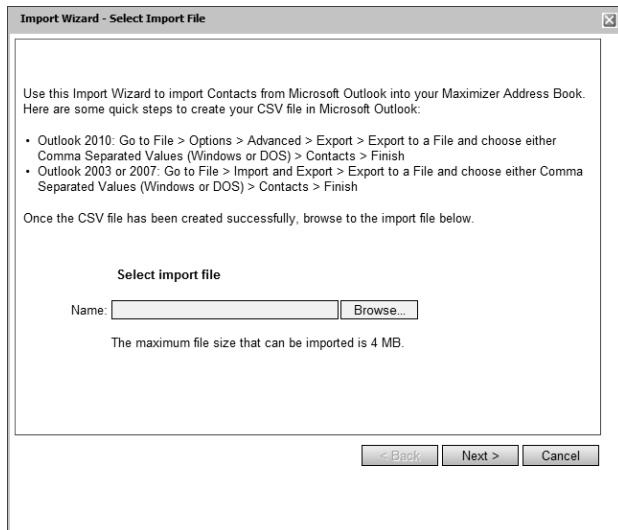 Import Wizard - Select Import File
Use this Import Wizard to import Contacts from Microsoft Outlook into your Maximizer Address Book.
Here are some quick steps to create your CSV file in Microsoft Outlook:
• Outlook 2010: Go to File > Options > Advanced > Export > Export to a File and choose either
Comma Separated Values (Windows or DOS) > Contacts > Finish
• Outlook 2003 or 2007: Go to File > Import and Export > Export to a File and choose either Comma
Separated Values (Windows or DOS) > Contacts > Finish
Once the CSV file has been created successfully, browse to the import file below.
Select import file
Name: Browse...
The maximum file size that can be imported is 4 MB.
< Back Next > Cancel